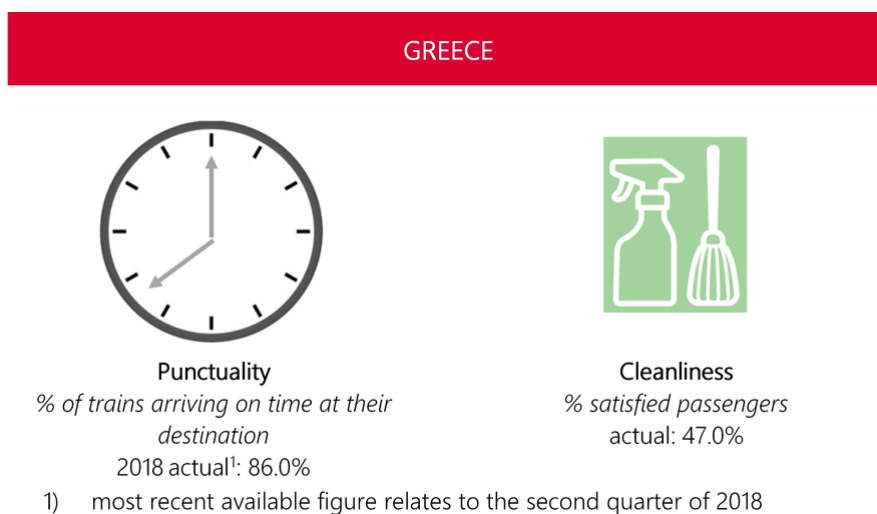 GREECE
Punctuality
% of trains arriving on time at their
destination
2018 actual¹: 86.0%
Cleanliness
% satisfied passengers
actual: 47.0%
1) most recent available figure relates to the second quarter of 2018